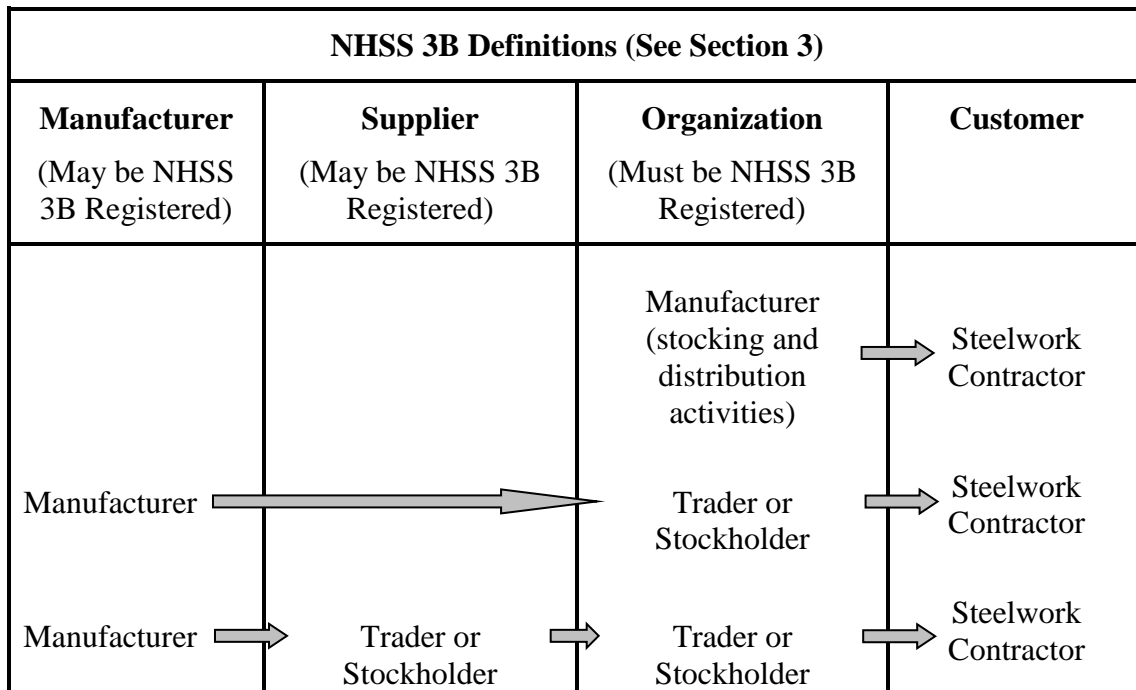 NHSS 3B Definitions (See Section 3)
Manufacturer
(May be NHSS
3B Registered)
Supplier
(May be NHSS 3B
Registered)
Organization
(Must be NHSS 3B
Registered)
Customer
Manufacturer
(stocking and
distribution
activities)
Steelwork
Contractor
Manufacturer
Trader or
Stockholder
Steelwork
Contractor
Manufacturer
Trader or
Stockholder
Trader or
Stockholder
Steelwork
Contractor